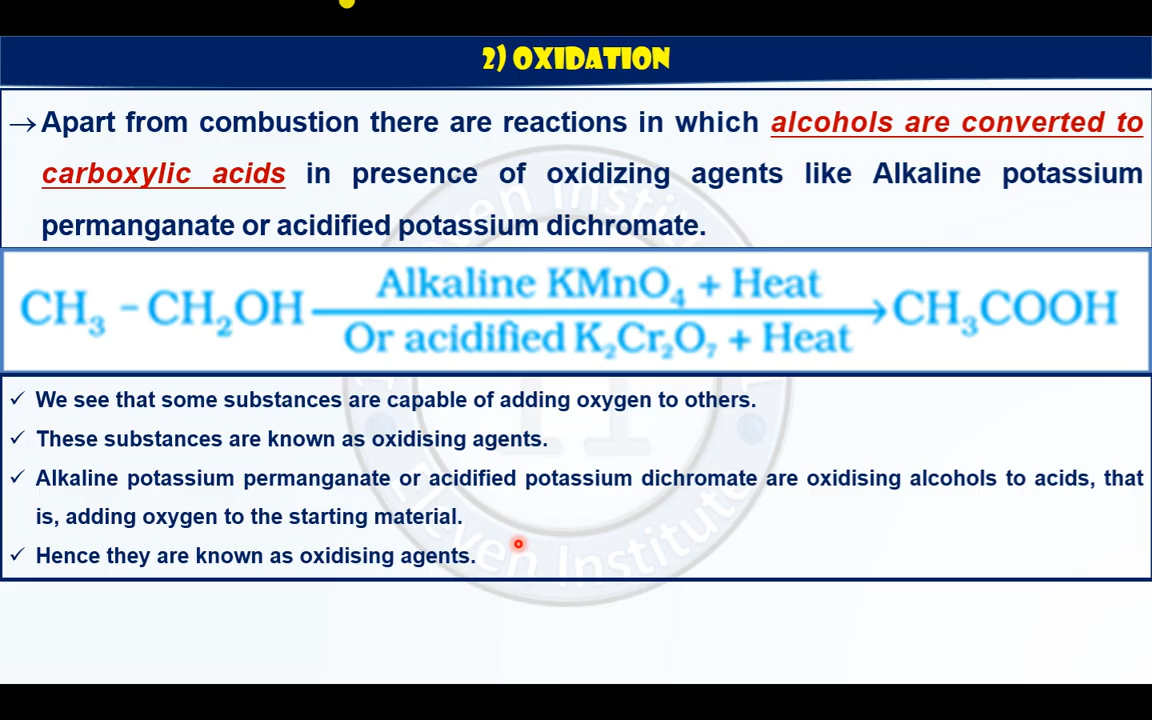 2) OXIDATION
→ Apart from combustion there are reactions in which alcohols are converted to
carboxylic acids in presence of oxidizing agents like Alkaline potassium
permanganate or acidified potassium dichromate.
Alkaline KMnO₄ + Heat
CH₃ – CH₂OH ⟶ CH₃COOH
Or acidified K₂Cr₂O₇ + Heat
✓ We see that some substances are capable of adding oxygen to others.
✓ These substances are known as oxidising agents.
✓ Alkaline potassium permanganate or acidified potassium dichromate are oxidising alcohols to acids, that
is, adding oxygen to the starting material.
✓ Hence they are known as oxidising agents.
Eleven Institute